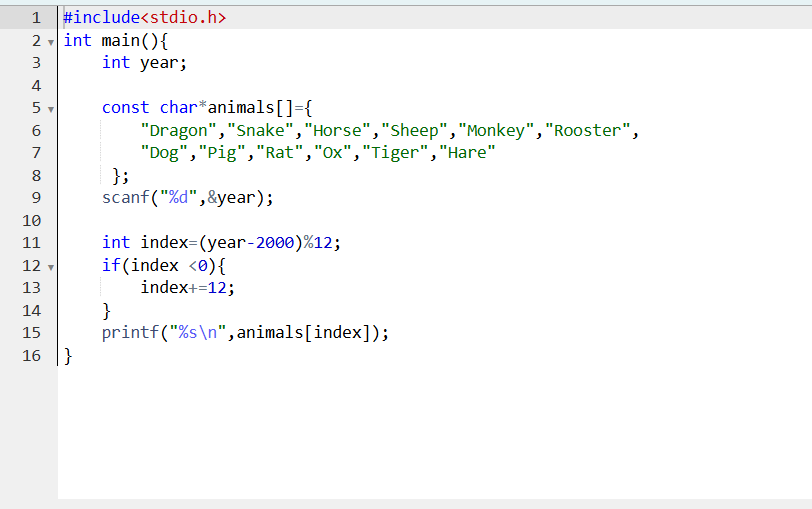 1 #include<stdio.h>
2 int main(){
3     int year;
4
5     const char*animals[]={
6         "Dragon","Snake","Horse","Sheep","Monkey","Rooster",
7         "Dog","Pig","Rat","Ox","Tiger","Hare"
8      };
9     scanf("%d",&year);
10
11     int index=(year-2000)%12;
12     if(index <0){
13         index+=12;
14     }
15     printf("%s\n",animals[index]);
16 }